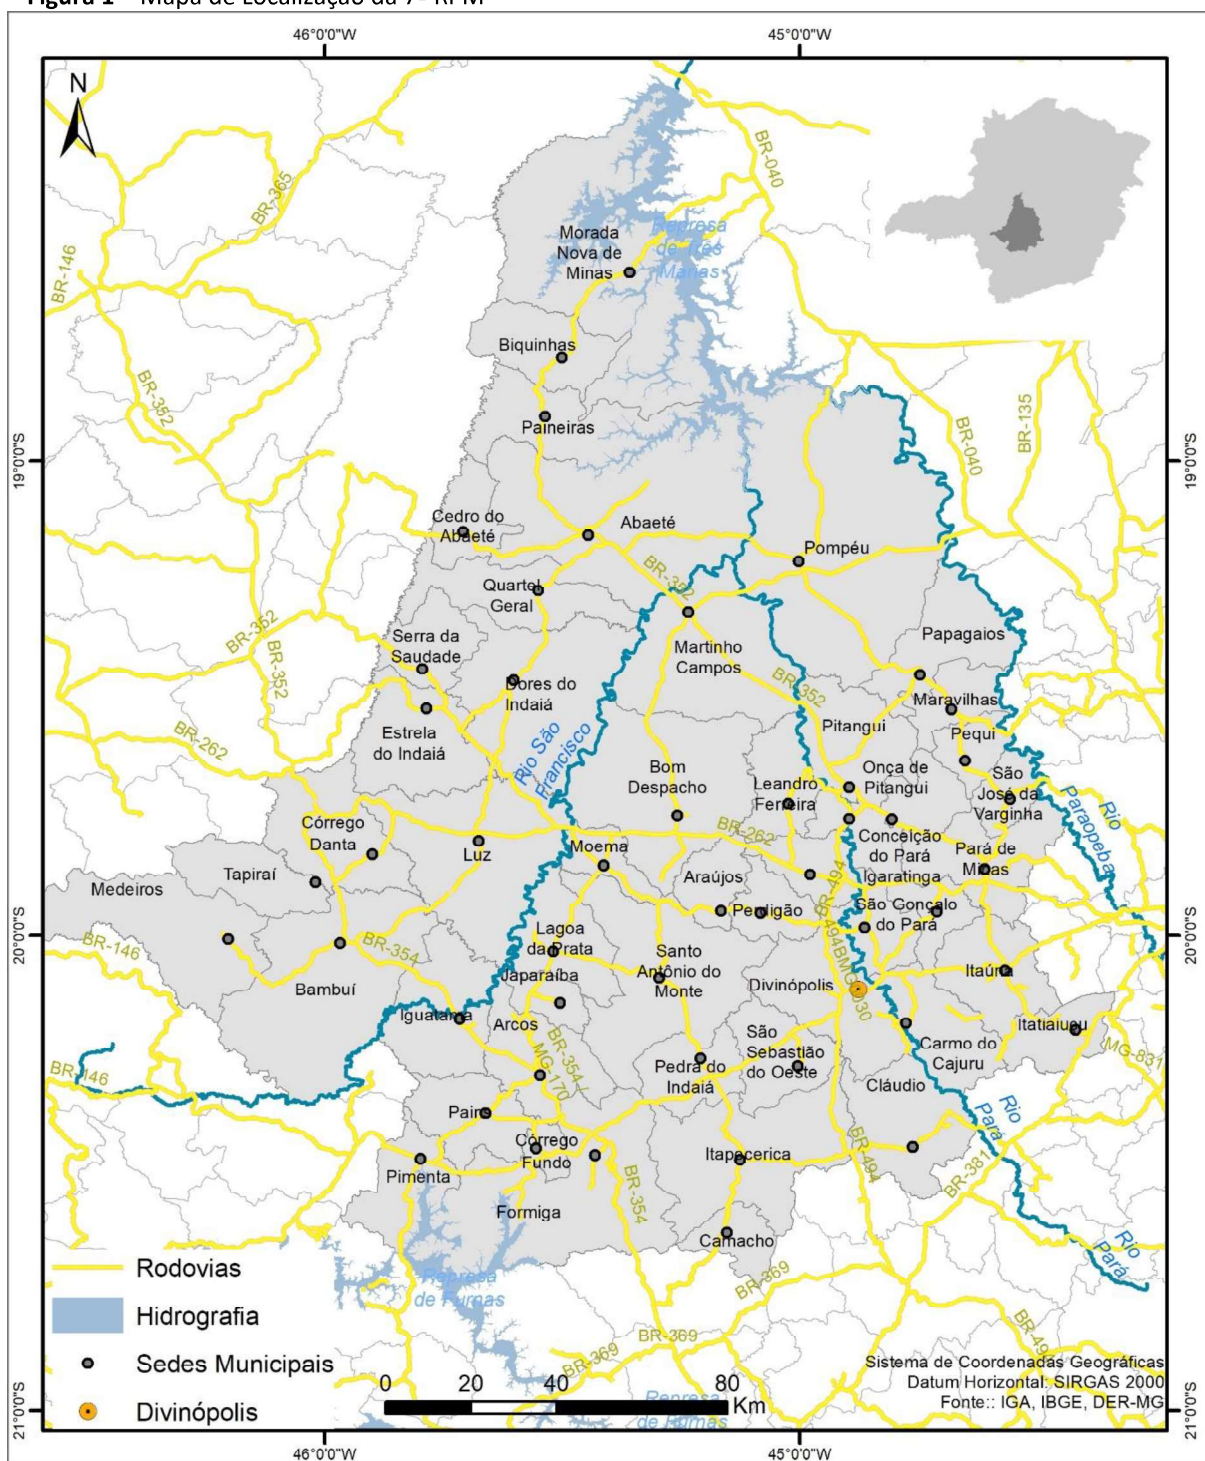 Figura 1 – Mapa de Localização da 7ª RPM
46°0'0"W
45°0'0"W
N
BR-040
BR-365
BR-146
Represa
de Três
Marias
Morada
Nova de
Minas
Biquinhas
BR-352
Paineiras
BR-135
BR-040
19°0'0"S
19°0'0"S
Cedro do
Abaeté
Abaeté
Pompéu
BR-352
Quartel
Geral
Serra da
Saudade
BR-352
BR-352
Martinho
Campos
Papagaios
Dores do
Indaiá
BR-352
Maravilhas
Estrela
do Indaiá
Pitangui
Pequi
BR-262
Rio São
Francisco
Bom
Despacho
Leandro
Ferreira
Onça de
Pitangui
São
José da
Varginha
Rio
Paraopeba
Córrego
Danta
Luz
Moema
BR-262
Conceição
do Pará
Pará de
Minas
Tapiraí
Medeiros
Araújos
BR-494
Igaratinga
Perdigão
São Gonçalo
do Pará
20°0'0"S
20°0'0"S
BR-146
BR-354
Lagoa
da Prata
Santo
Antônio do
Monte
Itaúna
Japaraíba
Bambuí
Divinópolis
Iguatama
Arcos
São
Sebastião
do Oeste
Itatiaiuçu
Carmo do
Cajuru
MG-831
BR-146
BR-354 /
MG-170
Pedra do
Indaiá
Cláudio
Pains
Rio
Pará
Córrego
Fundo
Itapecerica
Pimenta
BR-494
BR-381
BR-354
Formiga
Camacho
Rio
Pará
Represa
de Furnas
BR-369
BR-369
BR-369
BR-494
Represa
de Furnas
Rodovias
Hidrografia
Sedes Municipais
Divinópolis
0 20 40 80
Km
Sistema de Coordenadas Geográficas
Datum Horizontal: SIRGAS 2000
Fonte:: IGA, IBGE, DER-MG
21°0'0"S
21°0'0"S
46°0'0"W
45°0'0"W